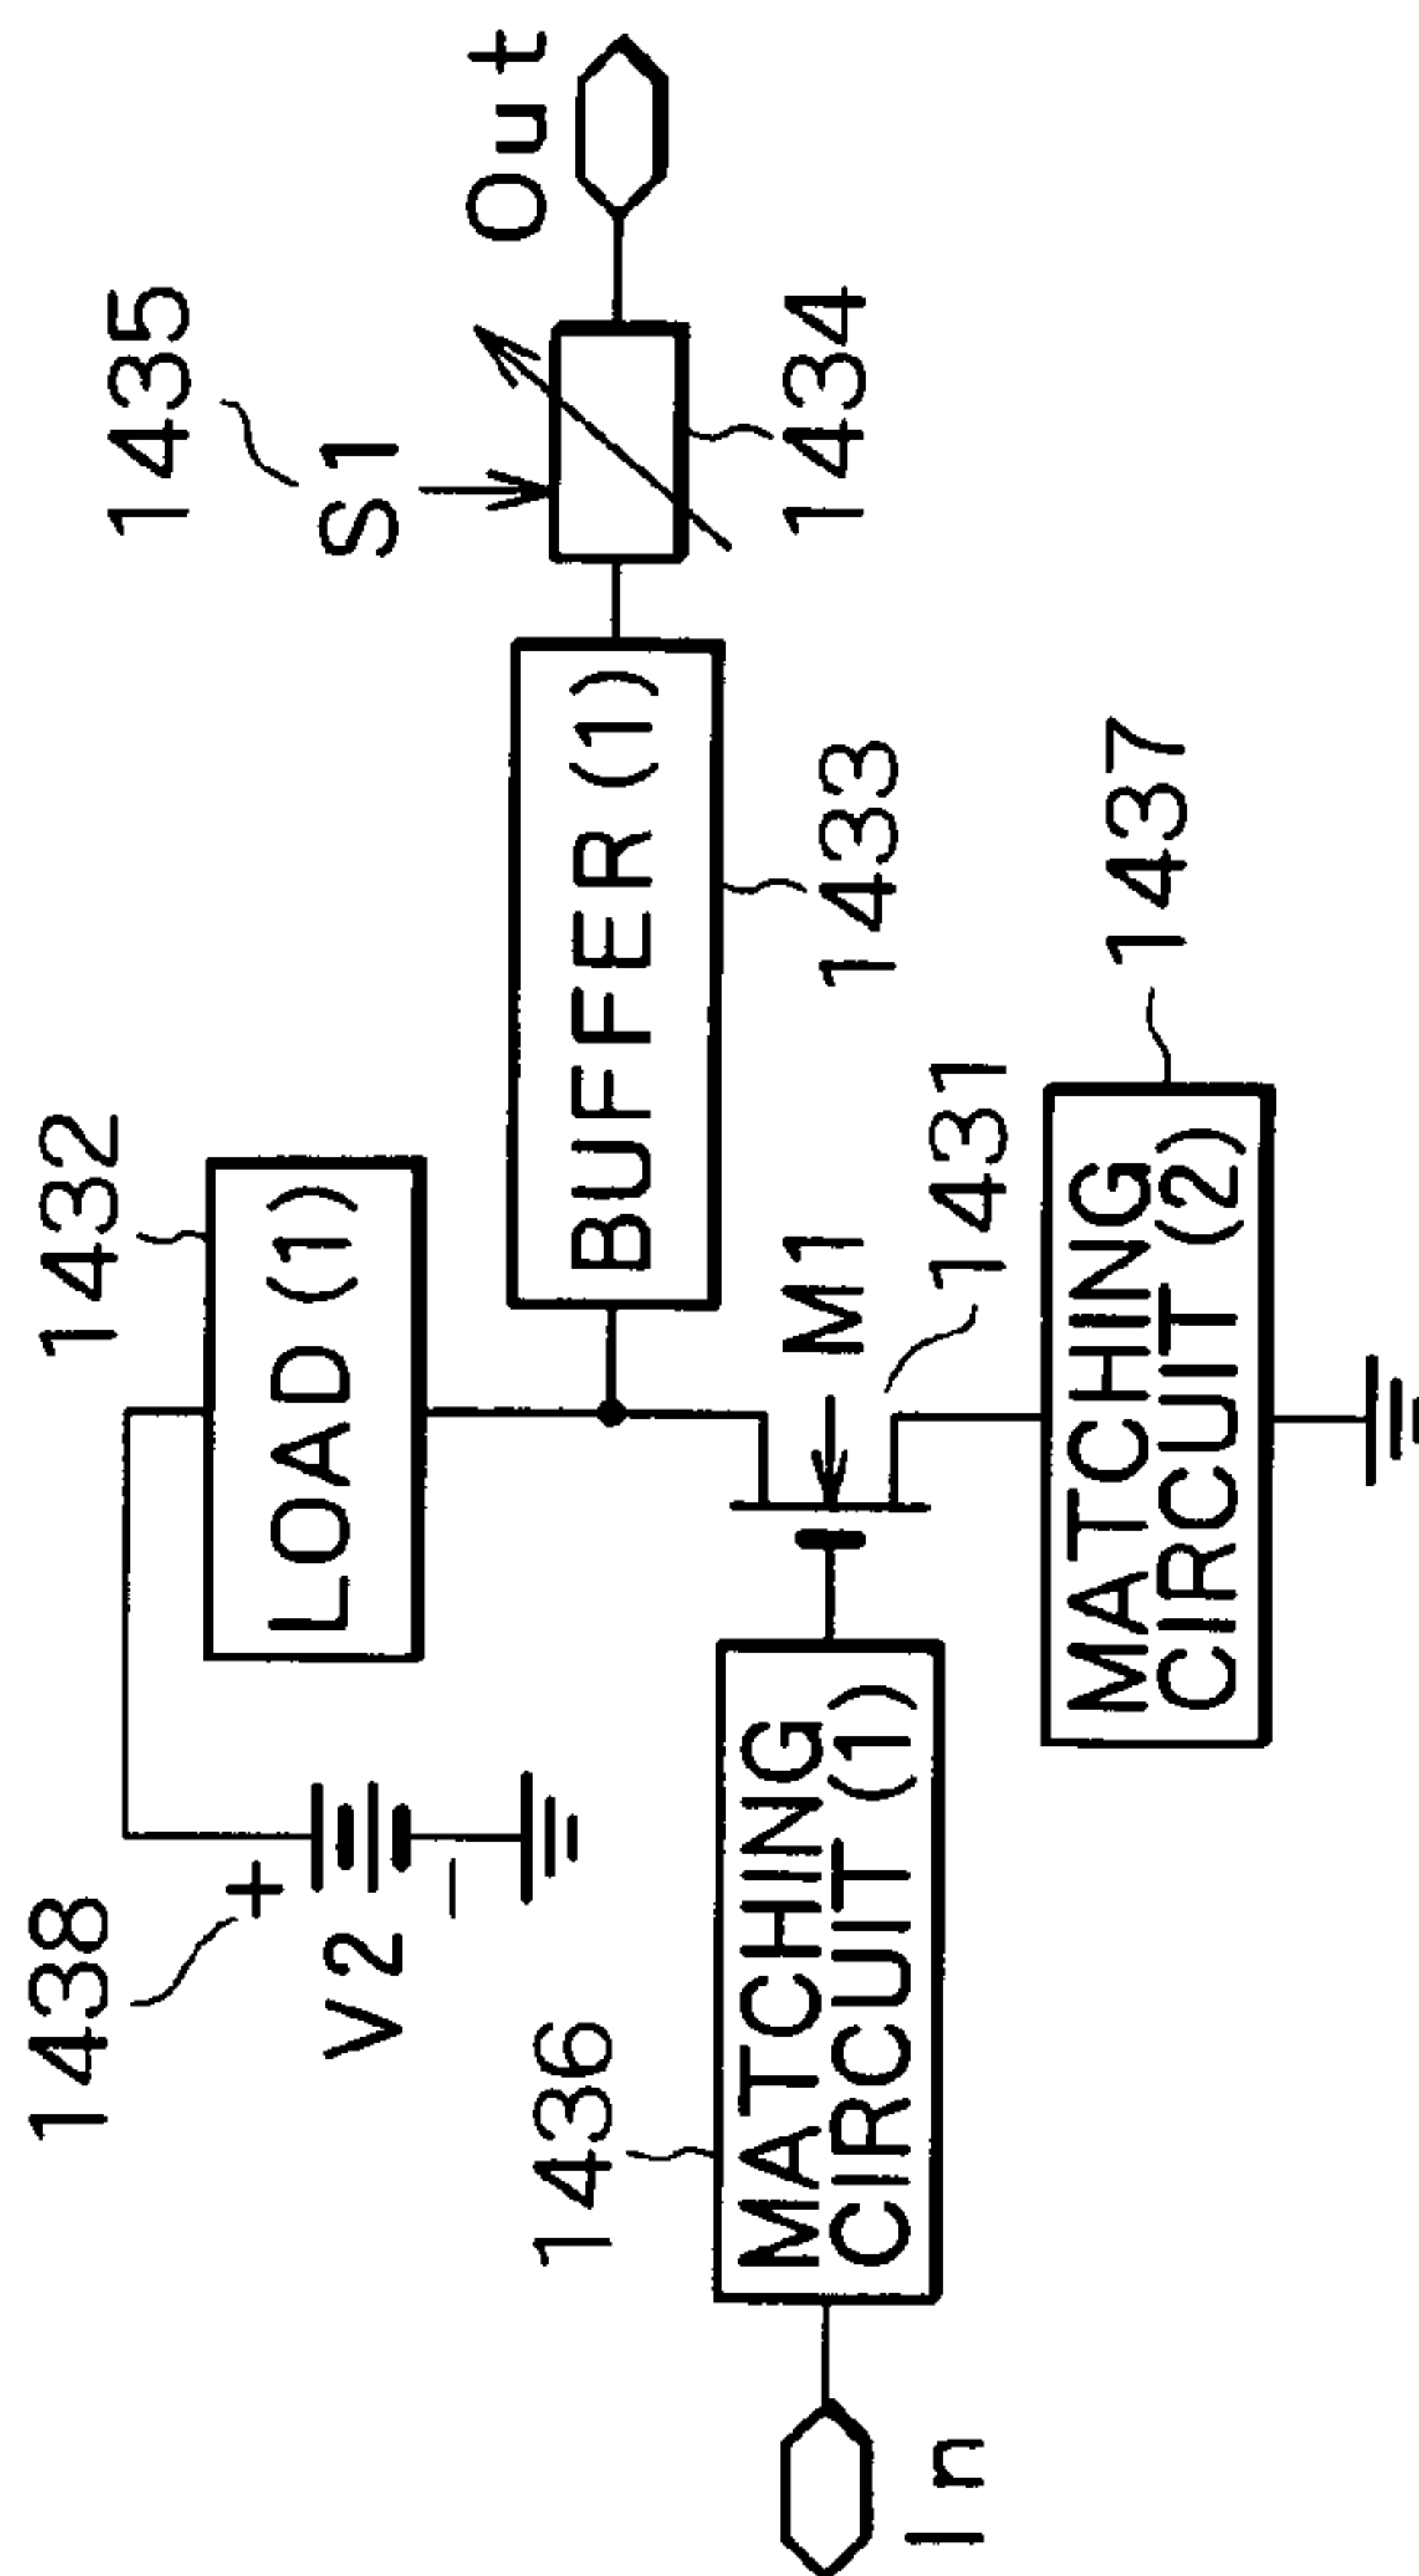 1438
+
V2
−
1432
LOAD (1)
1435
S1
Out
1434
BUFFER (1)
1433
1436
MATCHING
CIRCUIT (1)
In
M1
1431
MATCHING
CIRCUIT (2)
1437